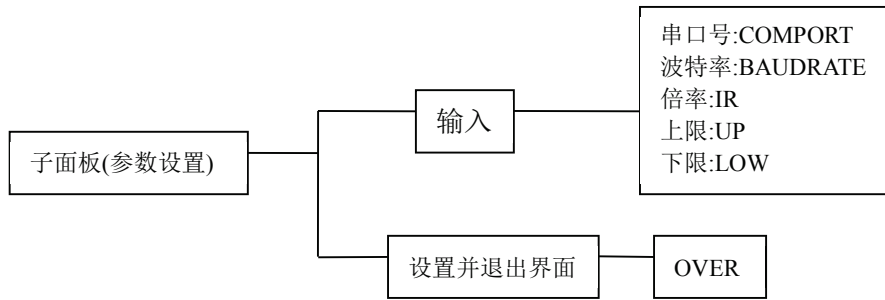 子面板(参数设置)
输入
串口号:COMPORT
波特率:BAUDRATE
倍率:IR
上限:UP
下限:LOW
设置并退出界面
OVER